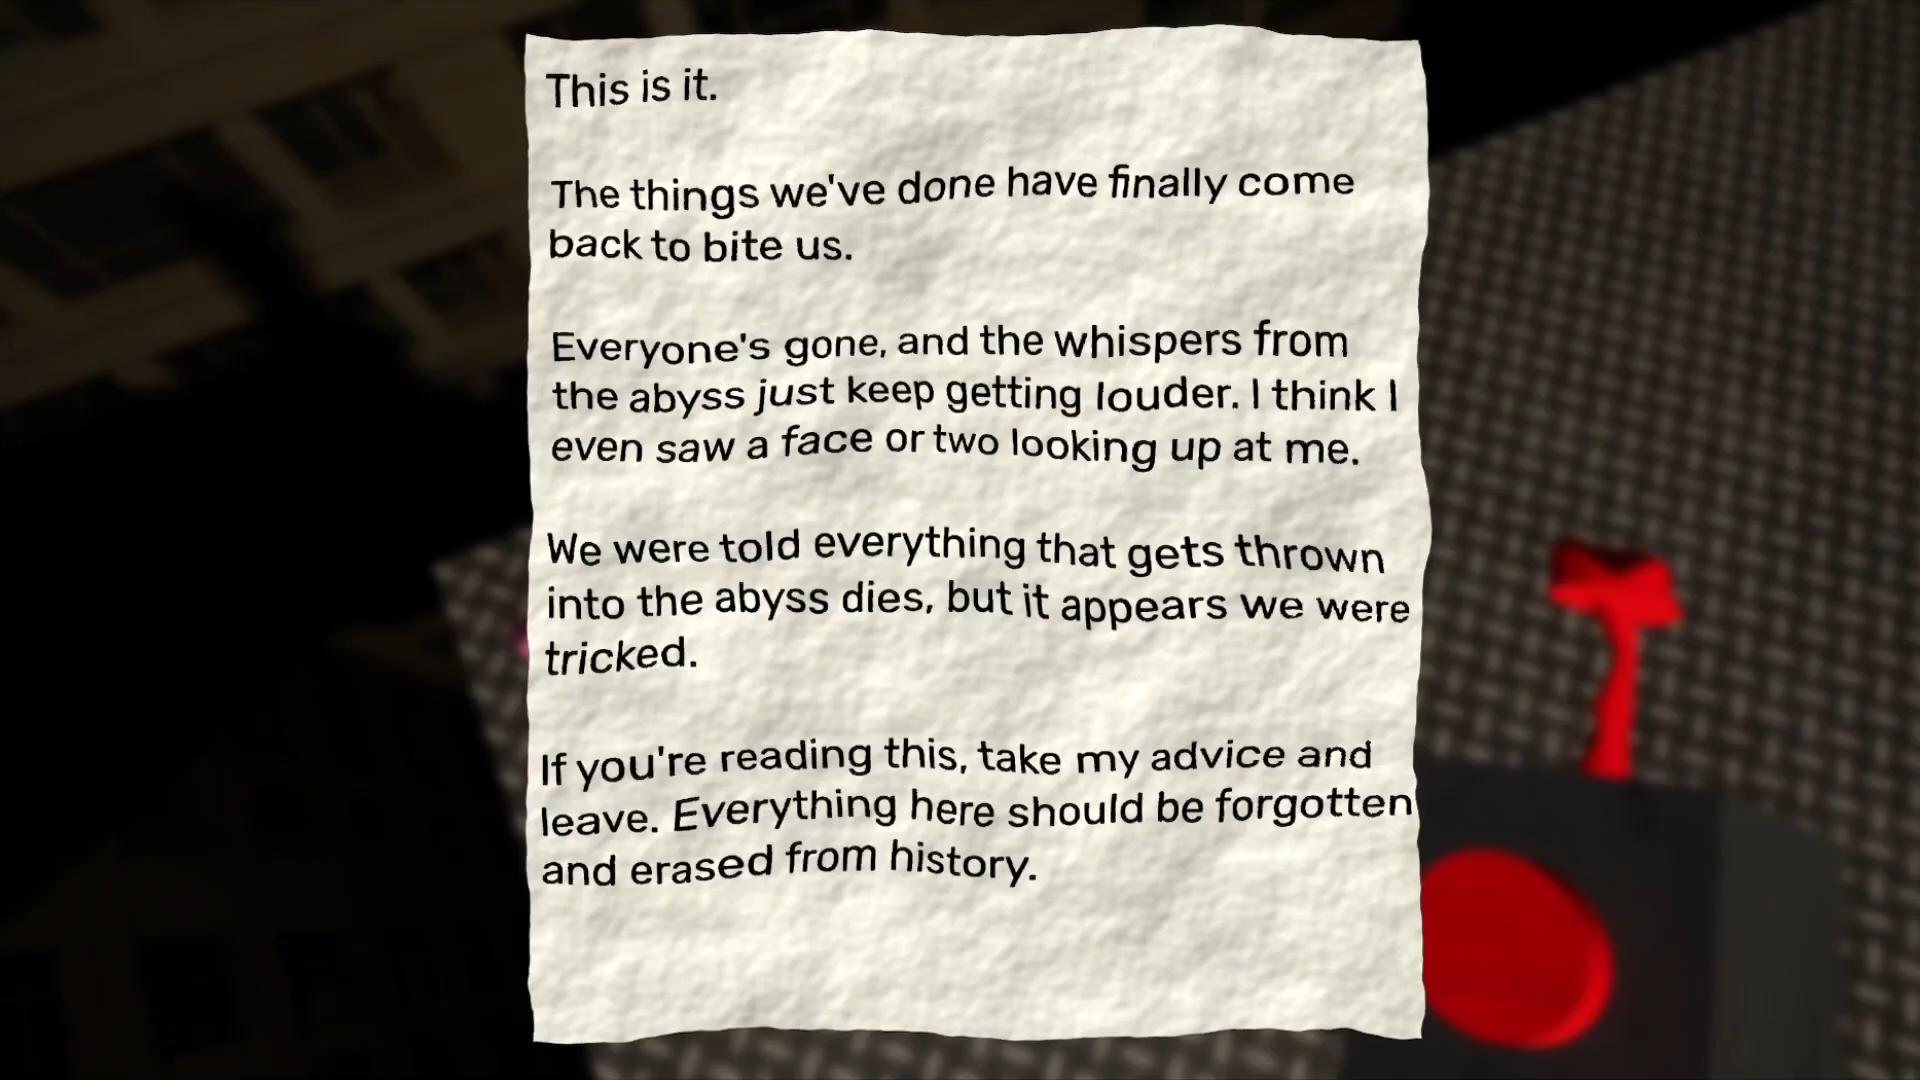 This is it.
The things we've done have finally come
back to bite us.
Everyone's gone, and the whispers from
the abyss just keep getting louder. I think I
even saw a face or two looking up at me.
We were told everything that gets thrown
into the abyss dies, but it appears we were
tricked.
If you're reading this, take my advice and
leave. Everything here should be forgotten
and erased from history.